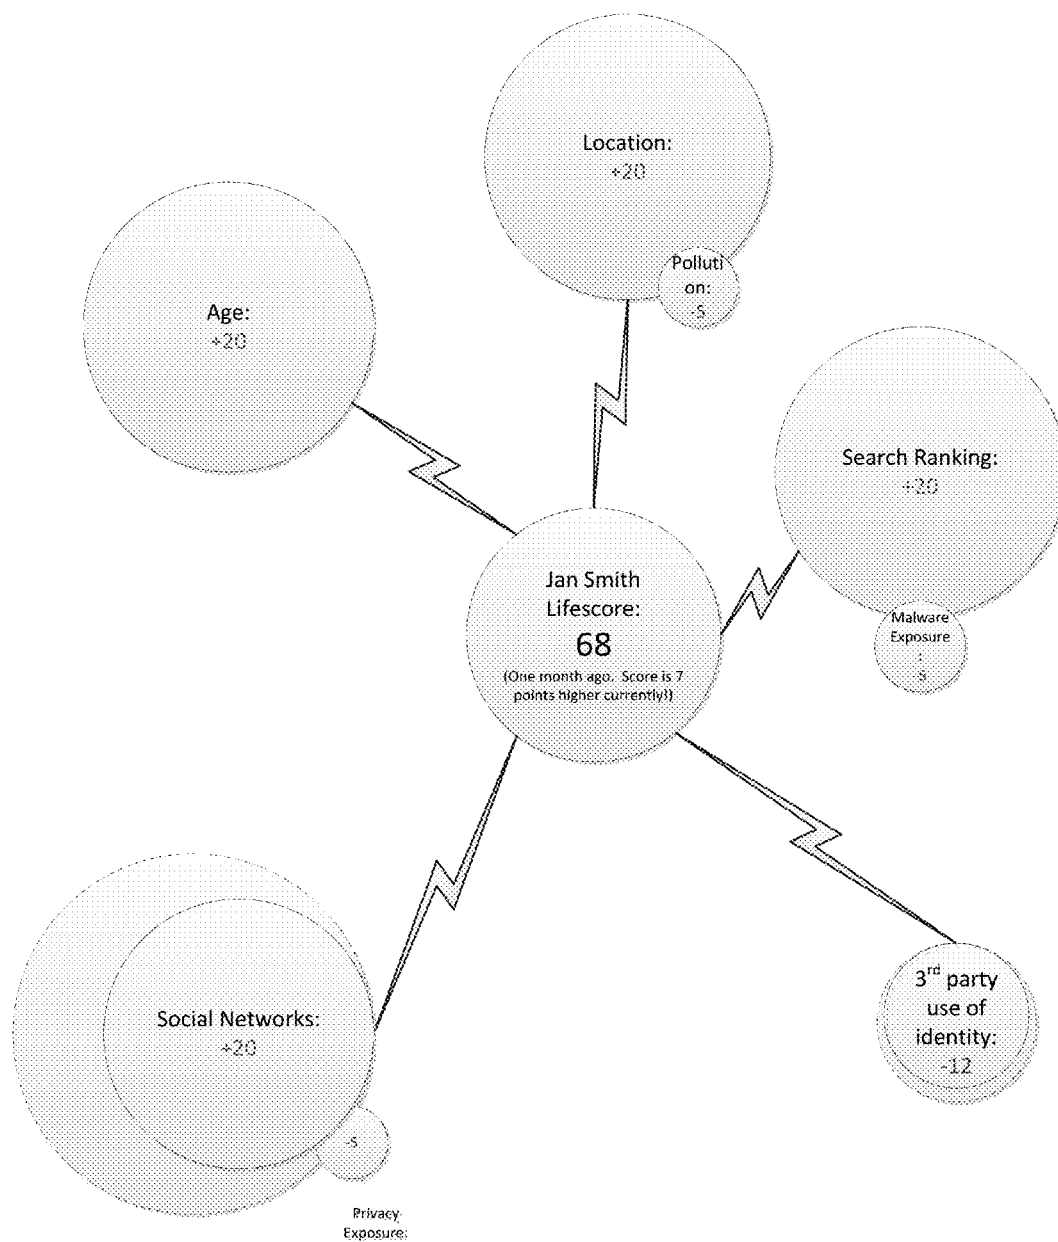 Location:
+20
Polluti
on:
-5
Age:
+20
Search Ranking:
+20
Malware
Exposure
:
5
Jan Smith
Lifescore:
68
(One month ago. Score is 7
points higher currently!)
Social Networks:
+20
-5
Privacy
Exposure:
3rd party
use of
identity:
-12